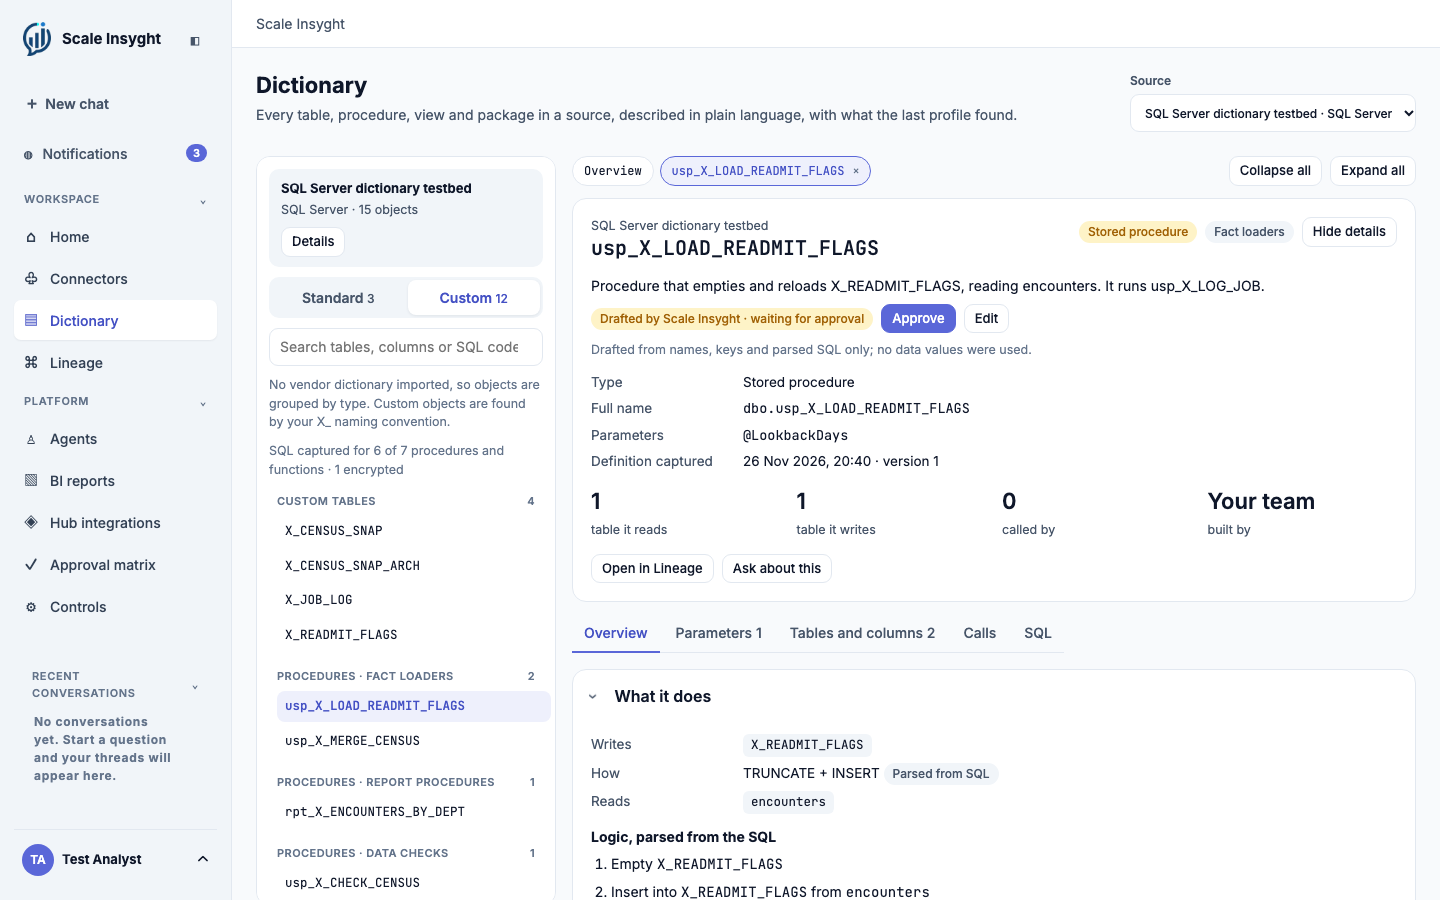 Scale Insyght
+ New chat
Notifications 3
WORKSPACE
Home
Connectors
Dictionary
Lineage
PLATFORM
Agents
BI reports
Hub integrations
Approval matrix
Controls
RECENT
CONVERSATIONS
No conversations
yet. Start a question
and your threads will
appear here.
TA Test Analyst
Scale Insyght
Dictionary
Every table, procedure, view and package in a source, described in plain language, with what the last profile found.
Source
SQL Server dictionary testbed · SQL Server
SQL Server dictionary testbed
SQL Server · 15 objects
Details
Standard 3 Custom 12
Search tables, columns or SQL code
No vendor dictionary imported, so objects are
grouped by type. Custom objects are found
by your X_ naming convention.
SQL captured for 6 of 7 procedures and
functions · 1 encrypted
CUSTOM TABLES 4
X_CENSUS_SNAP
X_CENSUS_SNAP_ARCH
X_JOB_LOG
X_READMIT_FLAGS
PROCEDURES · FACT LOADERS 2
usp_X_LOAD_READMIT_FLAGS
usp_X_MERGE_CENSUS
PROCEDURES · REPORT PROCEDURES 1
rpt_X_ENCOUNTERS_BY_DEPT
PROCEDURES · DATA CHECKS 1
usp_X_CHECK_CENSUS
Overview usp_X_LOAD_READMIT_FLAGS × Collapse all Expand all
SQL Server dictionary testbed
usp_X_LOAD_READMIT_FLAGS
Stored procedure Fact loaders Hide details
Procedure that empties and reloads X_READMIT_FLAGS, reading encounters. It runs usp_X_LOG_JOB.
Drafted by Scale Insyght · waiting for approval Approve Edit
Drafted from names, keys and parsed SQL only; no data values were used.
Type Stored procedure
Full name dbo.usp_X_LOAD_READMIT_FLAGS
Parameters @LookbackDays
Definition captured 26 Nov 2026, 20:40 · version 1
1 1 0 Your team
table it reads table it writes called by built by
Open in Lineage Ask about this
Overview Parameters 1 Tables and columns 2 Calls SQL
What it does
Writes X_READMIT_FLAGS
How TRUNCATE + INSERT Parsed from SQL
Reads encounters
Logic, parsed from the SQL
1. Empty X_READMIT_FLAGS
2. Insert into X_READMIT_FLAGS from encounters